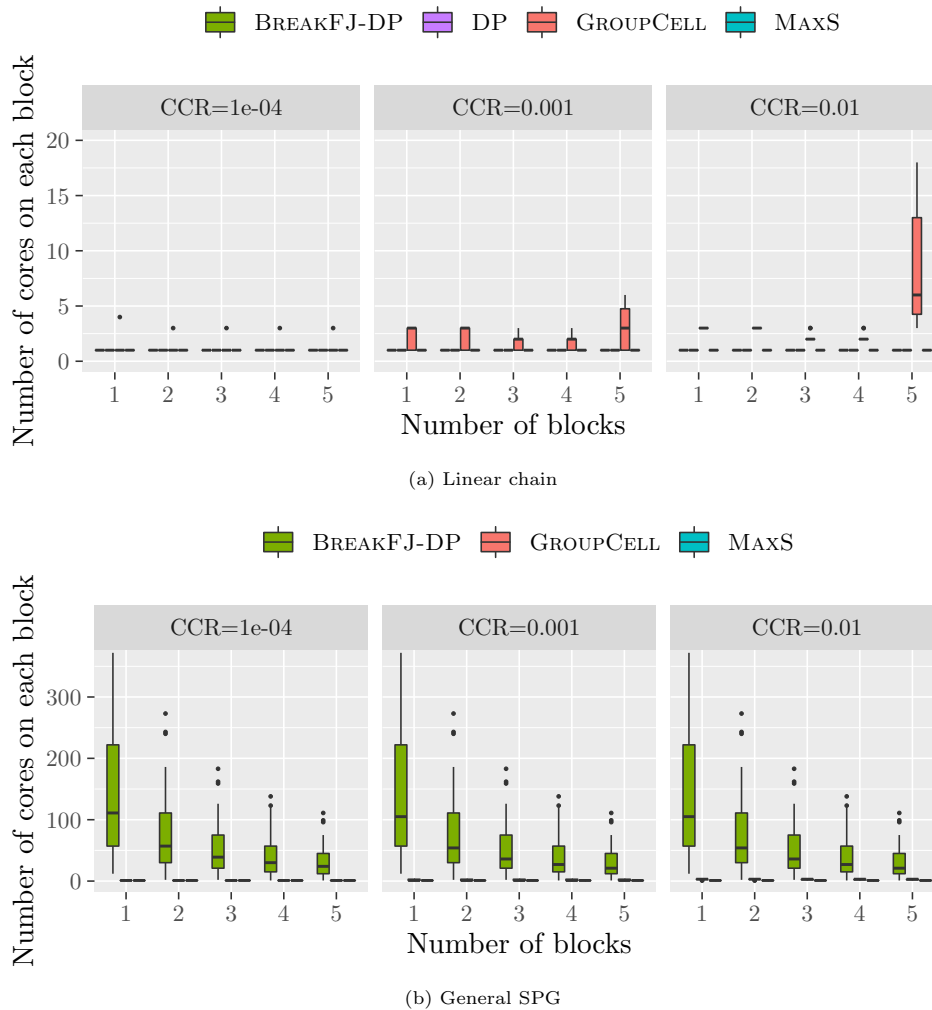 BREAKFJ-DP DP GROUPCELL MAXS
CCR=1e-04 CCR=0.001 CCR=0.01
Number of cores on each block
20
15
10
5
0
1 2 3 4 5 1 2 3 4 5 1 2 3 4 5
Number of blocks
(a) Linear chain
BREAKFJ-DP GROUPCELL MAXS
CCR=1e-04 CCR=0.001 CCR=0.01
Number of cores on each block
300
200
100
0
1 2 3 4 5 1 2 3 4 5 1 2 3 4 5
Number of blocks
(b) General SPG